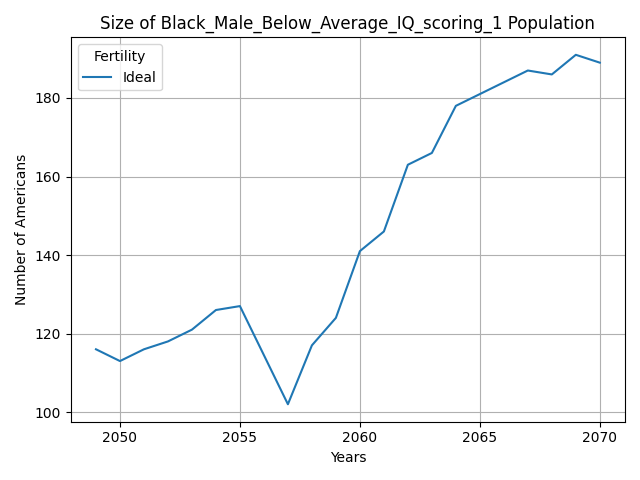 Size of Black_Male_Below_Average_IQ_scoring_1 Population
Fertility
Ideal
Number of Americans
180
160
140
120
100
2050
2055
2060
2065
2070
Years